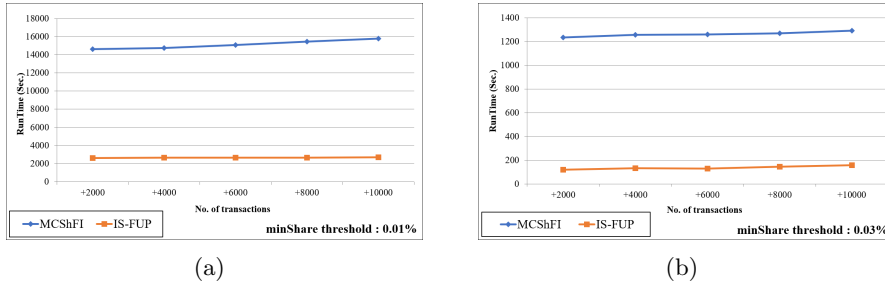 18000
16000
14000
12000
10000
8000
6000
4000
2000
0
RunTime (Sec.)
+2000 +4000 +6000 +8000 +10000
No. of transactions
MCShFI IS-FUP
minShare threshold : 0.01%
(a)
1400
1200
1000
800
600
400
200
0
RunTime (Sec.)
+2000 +4000 +6000 +8000 +10000
No. of transactions
MCShFI IS-FUP
minShare threshold : 0.03%
(b)